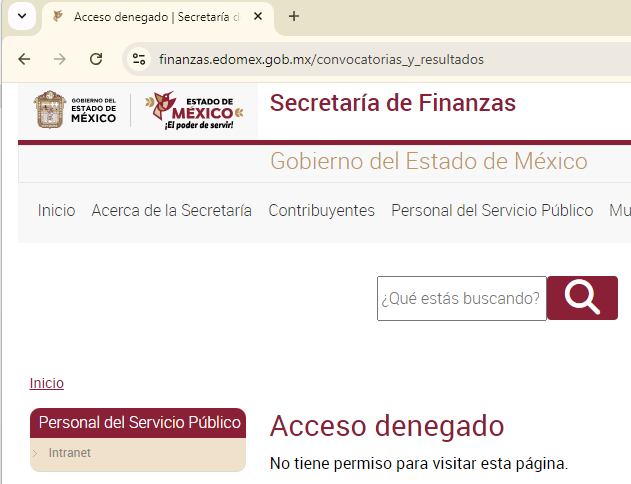 Acceso denegado | Secretaría d
finanzas.edomex.gob.mx/convocatorias_y_resultados
GOBIERNO DEL
ESTADO DE
MÉXICO
ESTADO DE
MÉXICO
¡El poder de servir!
Secretaría de Finanzas
Gobierno del Estado de México
Inicio Acerca de la Secretaría Contribuyentes Personal del Servicio Público Mu
¿Qué estás buscando?
Inicio
Personal del Servicio Público
Intranet
Acceso denegado
No tiene permiso para visitar esta página.